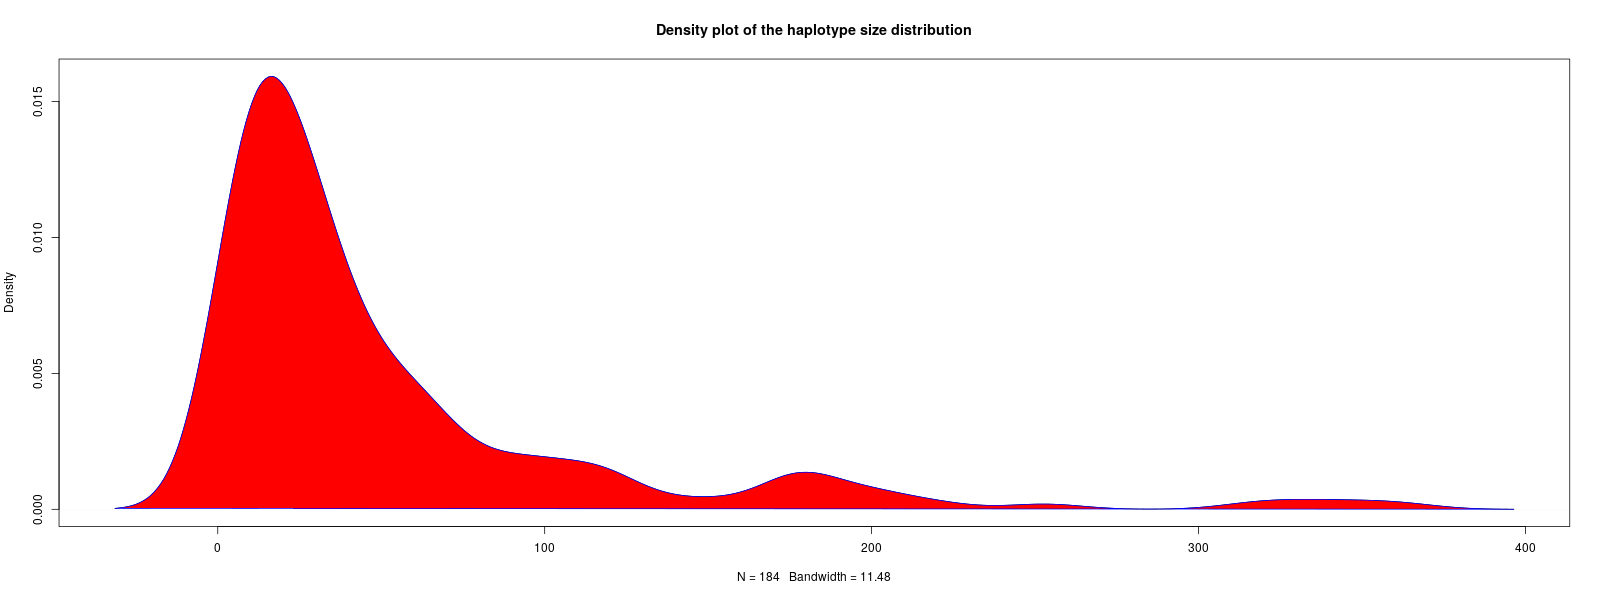 Density plot of the haplotype size distribution
Density
0.015
0.010
0.005
0.000
0 100 200 300 400
N = 184 Bandwidth = 11.48